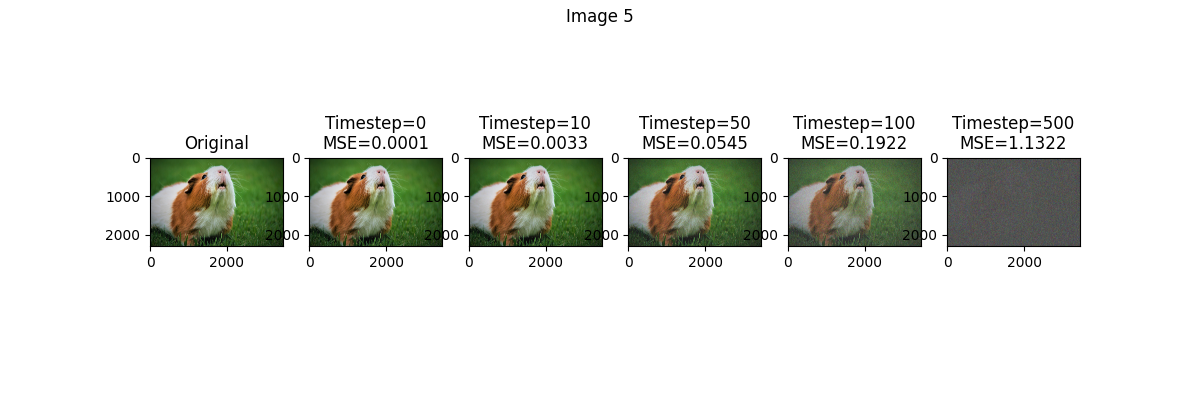 Image 5
Original
Timestep=0
MSE=0.0001
Timestep=10
MSE=0.0033
Timestep=50
MSE=0.0545
Timestep=100
MSE=0.1922
Timestep=500
MSE=1.1322
0 0 0 0 0 0
1000 1000 1000 1000 1000 1000
2000 2000 2000 2000 2000 2000
0 2000 0 2000 0 2000 0 2000 0 2000 0 2000